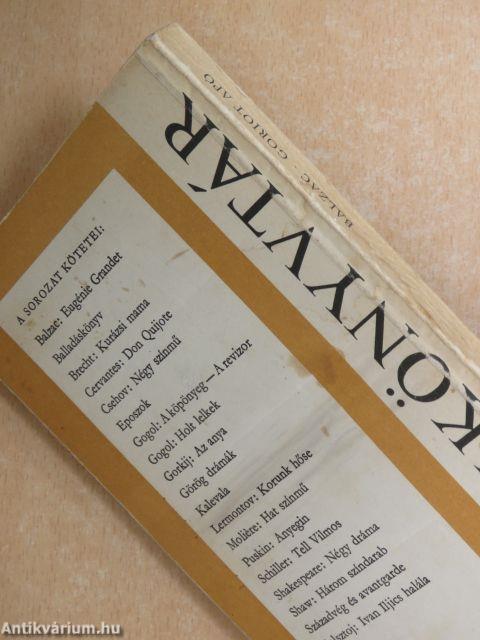 BALZAC · GORIOT APÓ
KÖNYVTÁR
A SOROZAT KÖTETEI:
Balzac: Eugénie Grandet
Balladáskönyv
Brecht: Kurázsi mama
Cervantes: Don Quijote
Csehov: Négy színmű
Eposzok
Gogol: A köpönyeg — A revizor
Gogol: Holt lelkek
Gorkij: Az anya
Görög drámák
Kalevala
Lermontov: Korunk hőse
Molière: Hat színmű
Puskin: Anyegin
Schiller: Tell Vilmos
Shakespeare: Négy dráma
Shaw: Három színdarab
Századvég és avantgarde
lsztoj: Ivan Iljics halála
Antikvárium.hu